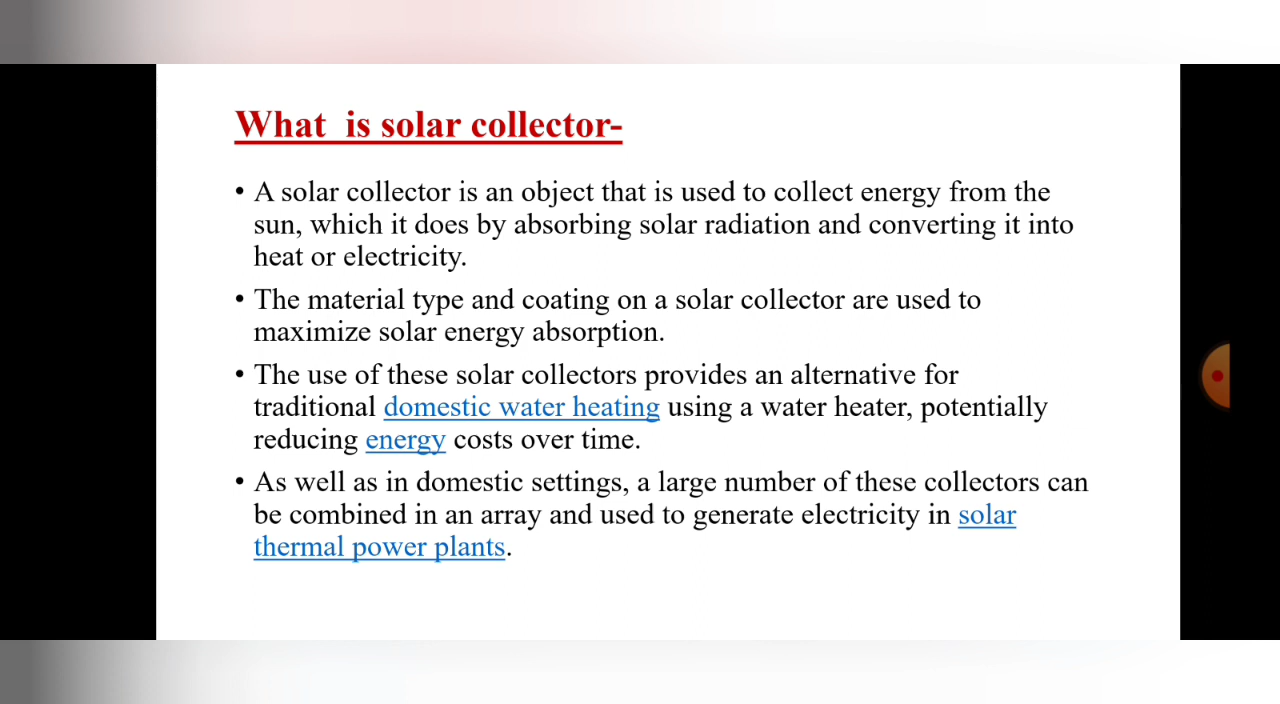 What  is solar collector-
• A solar collector is an object that is used to collect energy from the
sun, which it does by absorbing solar radiation and converting it into
heat or electricity.
• The material type and coating on a solar collector are used to
maximize solar energy absorption.
• The use of these solar collectors provides an alternative for
traditional domestic water heating using a water heater, potentially
reducing energy costs over time.
• As well as in domestic settings, a large number of these collectors can
be combined in an array and used to generate electricity in solar
thermal power plants.